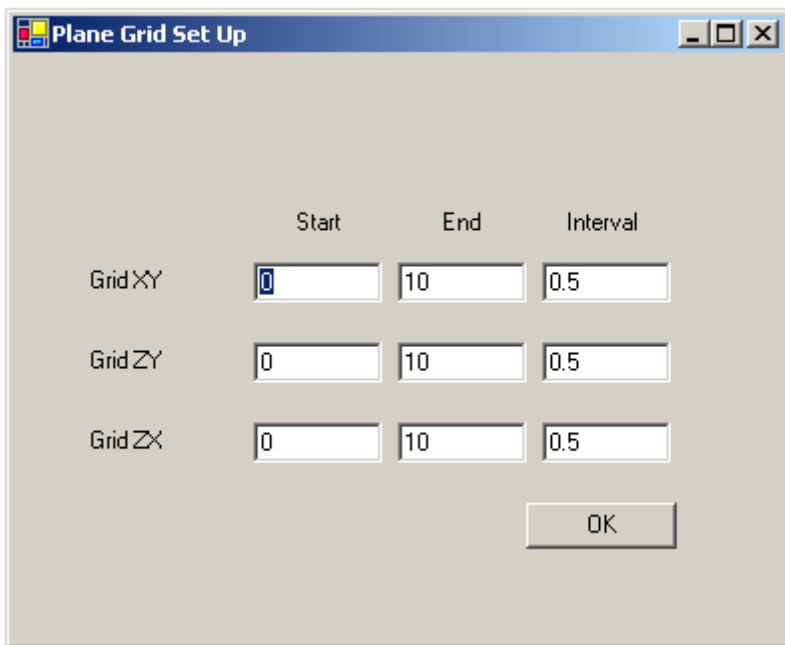 Plane Grid Set Up
Start End Interval
Grid XY 0 10 0.5
Grid ZY 0 10 0.5
Grid ZX 0 10 0.5
OK